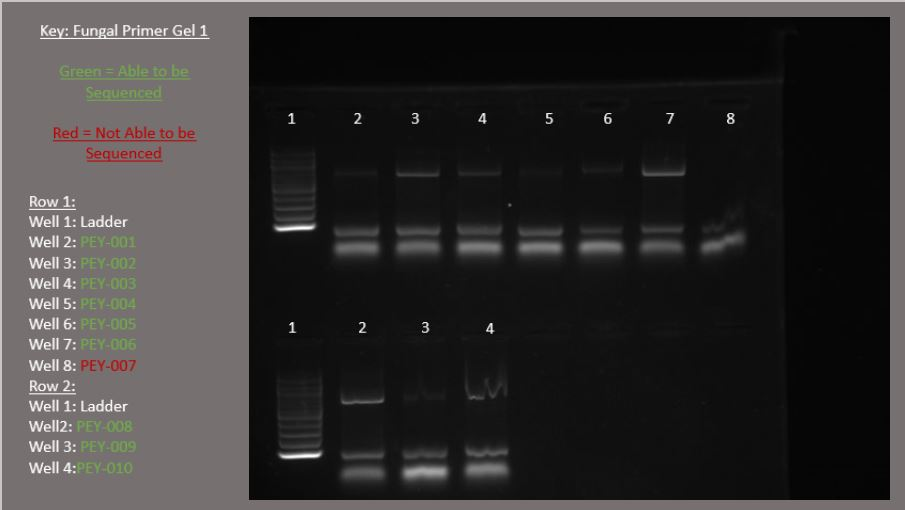 Key: Fungal Primer Gel 1
Green = Able to be
Sequenced
Red = Not Able to be
Sequenced
Row 1:
Well 1: Ladder
Well 2: PEY-001
Well 3: PEY-002
Well 4: PEY-003
Well 5: PEY-004
Well 6: PEY-005
Well 7: PEY-006
Well 8: PEY-007
Row 2:
Well 1: Ladder
Well2: PEY-008
Well 3: PEY-009
Well 4:PEY-010
1 2 3 4 5 6 7 8
1 2 3 4